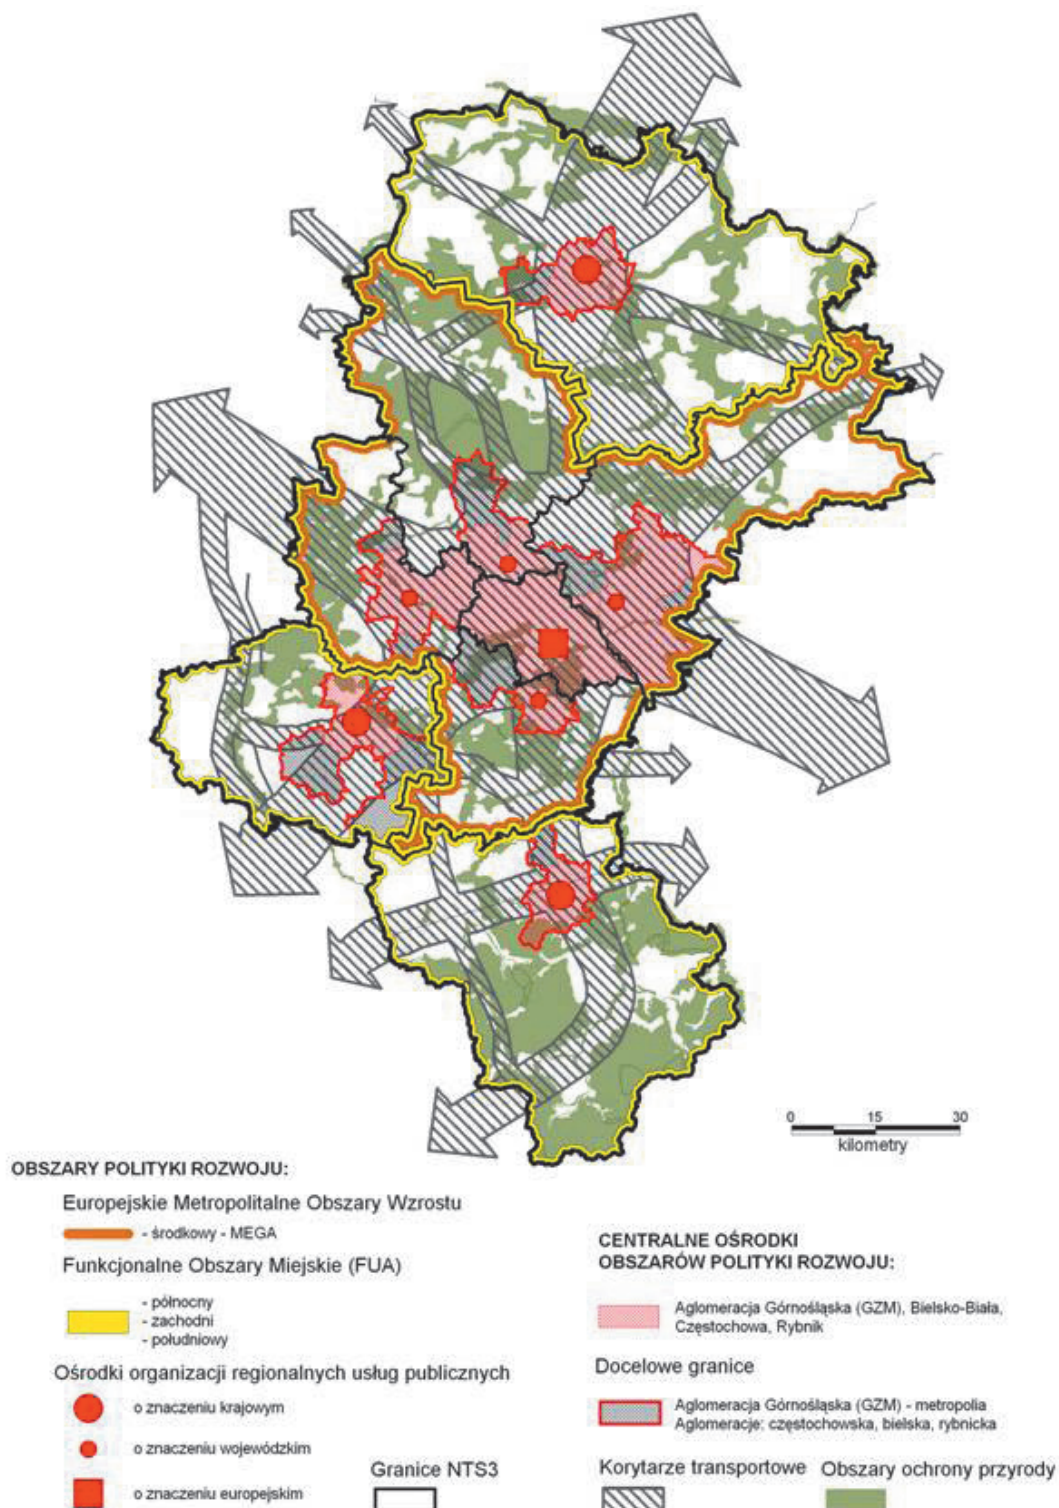 0 15 30
kilometry
OBSZARY POLITYKI ROZWOJU:
Europejskie Metropolitalne Obszary Wzrostu
- środkowy - MEGA
Funkcjonalne Obszary Miejskie (FUA)
- północny
- zachodni
- południowy
Ośrodki organizacji regionalnych usług publicznych
o znaczeniu krajowym
o znaczeniu wojewódzkim
o znaczeniu europejskim
Granice NTS3
CENTRALNE OŚRODKI
OBSZARÓW POLITYKI ROZWOJU:
Aglomeracja Górnośląska (GZM), Bielsko-Biała,
Częstochowa, Rybnik
Docelowe granice
Aglomeracja Górnośląska (GZM) - metropolia
Aglomeracje: częstochowska, bielska, rybnicka
Korytarze transportowe
Obszary ochrony przyrody